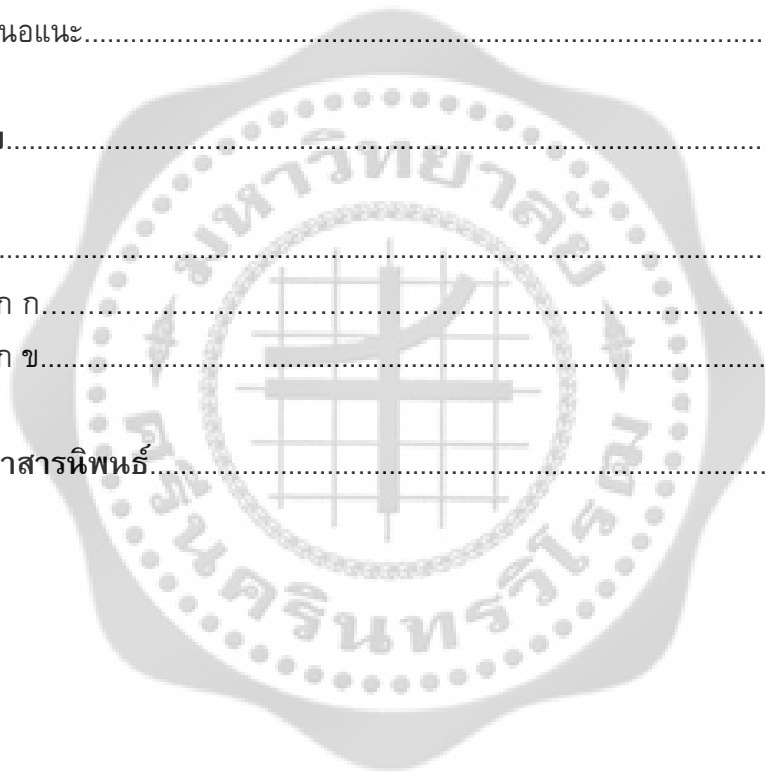 นอแนะ................................................................................
ม................................................................................
................................................................................
ก ก................................................................................
ก ข................................................................................
าสารนิพนธ์................................................................................
มหาวิทยาลัย
ศรีนครินทรวิโรฒ